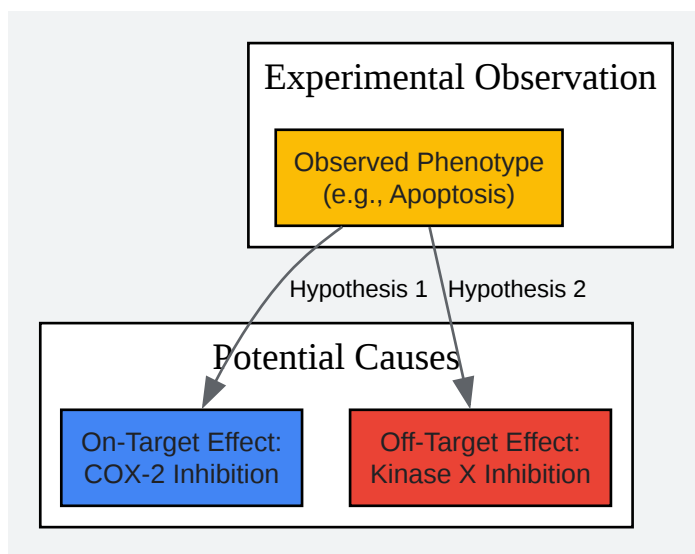 Experimental Observation
Observed Phenotype
(e.g., Apoptosis)
Hypothesis 1
Hypothesis 2
Potential Causes
On-Target Effect:
COX-2 Inhibition
Off-Target Effect:
Kinase X Inhibition